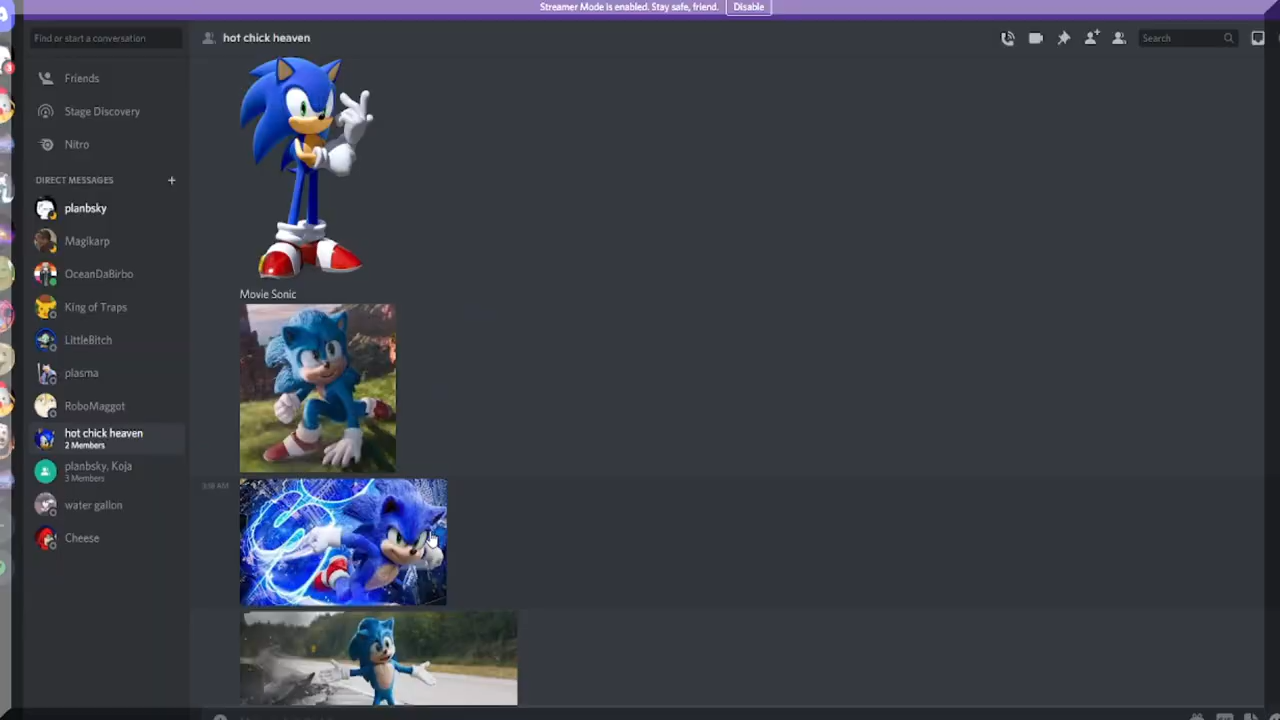 Streamer Mode is enabled. Stay safe, friend. Disable
Find or start a conversation
hot chick heaven
Search
Friends
Stage Discovery
Nitro
DIRECT MESSAGES
planbsky
Magikarp
OceanDaBirbo
King of Traps
LittleBitch
plasma
RoboMaggot
hot chick heaven
2 Members
planbsky, Koja
3 Members
water gallon
Cheese
Movie Sonic